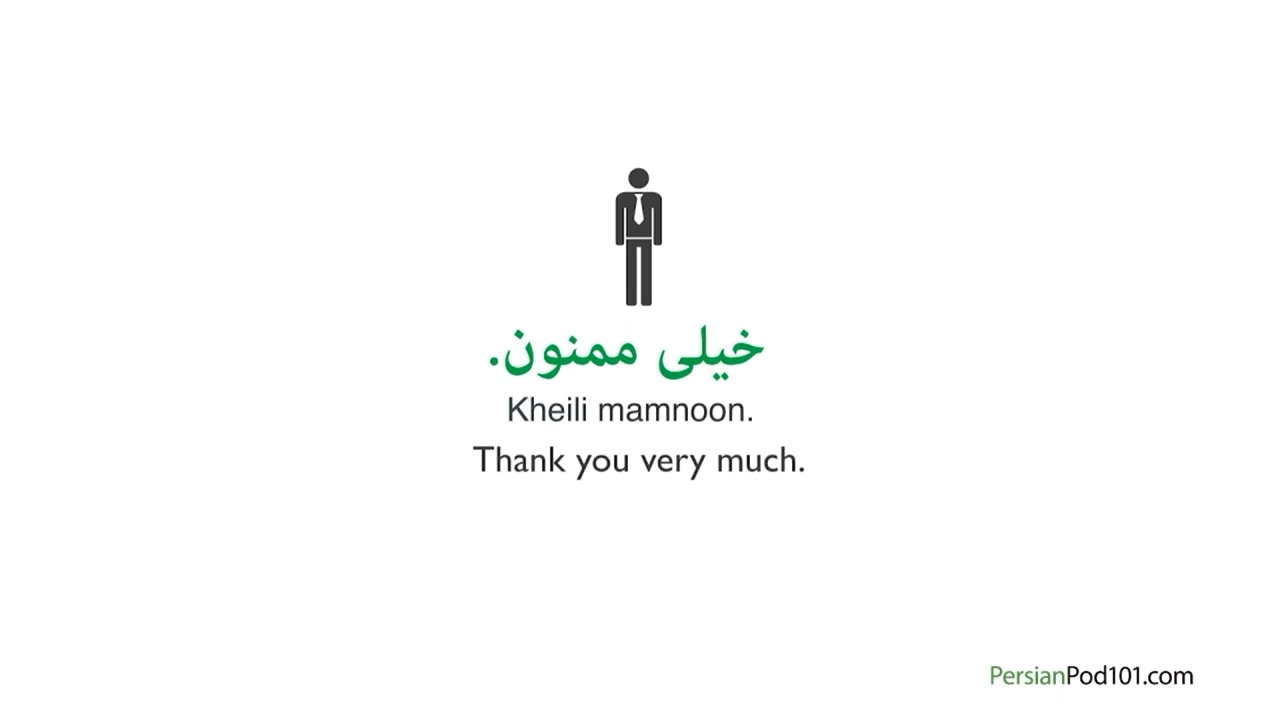 خیلی ممنون.
Kheili mamnoon.
Thank you very much.
PersianPod101.com